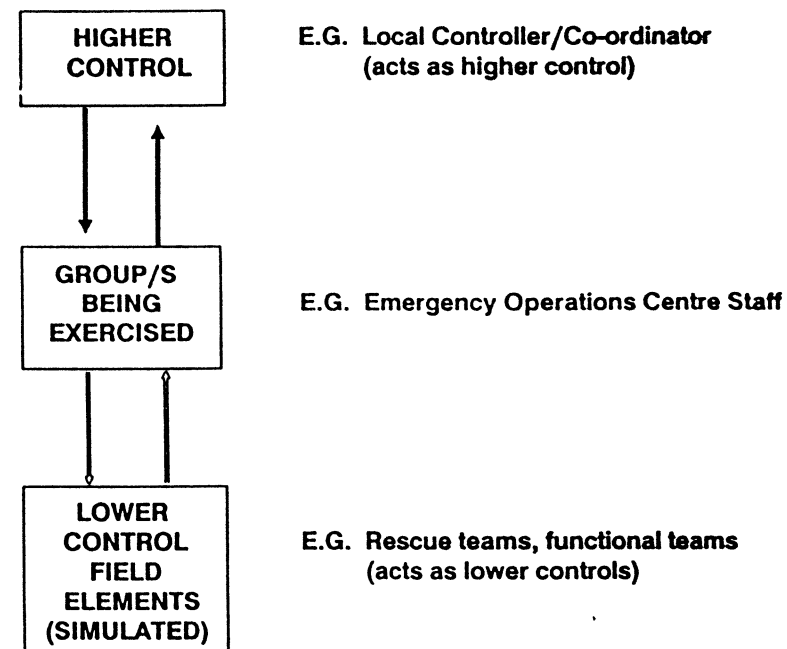 HIGHER
CONTROL
E.G. Local Controller/Co-ordinator
(acts as higher control)
GROUP/S
BEING
EXERCISED
E.G. Emergency Operations Centre Staff
LOWER
CONTROL
FIELD
ELEMENTS
(SIMULATED)
E.G. Rescue teams, functional teams
(acts as lower controls)